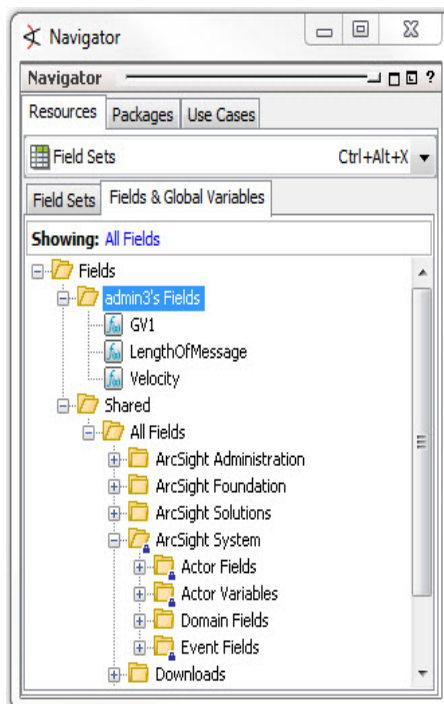 Navigator
Navigator ?
Resources Packages Use Cases
Field Sets Ctrl+Alt+X
Field Sets Fields & Global Variables
Showing: All Fields
Fields
admin3's Fields
GV1
LengthOfMessage
Velocity
Shared
All Fields
ArcSight Administration
ArcSight Foundation
ArcSight Solutions
ArcSight System
Actor Fields
Actor Variables
Domain Fields
Event Fields
Downloads